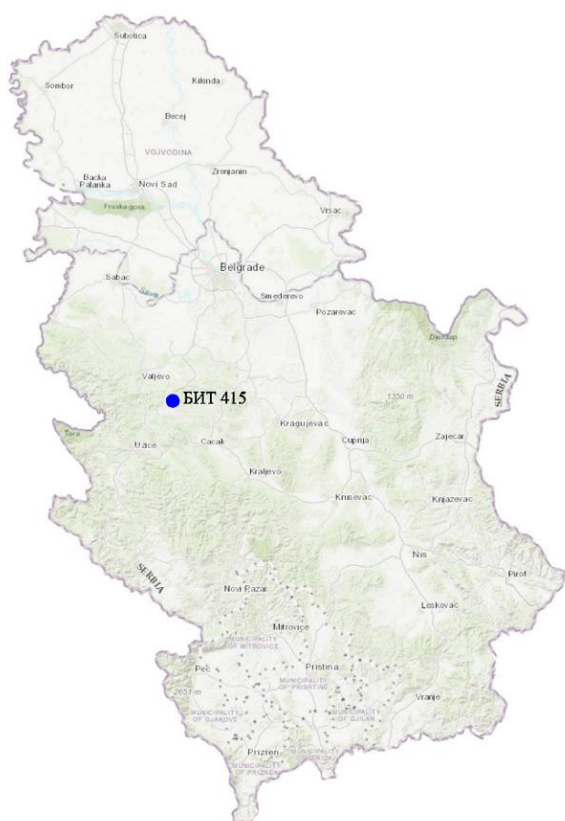 Subotica
Sombor
Kikinda
Becej
VOJVODINA
Backa
Palanka
Novi Sad
Zrenjanin
Fruska gora
Vrsac
Belgrade
Sabac
Sava
Smederevo
Pozarevac
Djerdap
Valjevo
БИТ 415
1350 m
SERBIA
Kragujevac
Tara
Uzice
Cacak
Cuprija
Zajecar
Kraljevo
Krusevac
Knjazevac
Nis
SERBIA
Pirot
Novi Pazar
Leskovac
Mitrovice
MUNICIPALITY
OF MITROVICE
Pec
Pristina
MUNICIPALITY
OF PRISHTINE
Vranje
MUNICIPALITY
OF GJAKOVE
MUNICIPALITY
OF GJILAN
Prizren
MUNICIPALITY
OF PRIZREN
MUNICIPALITY